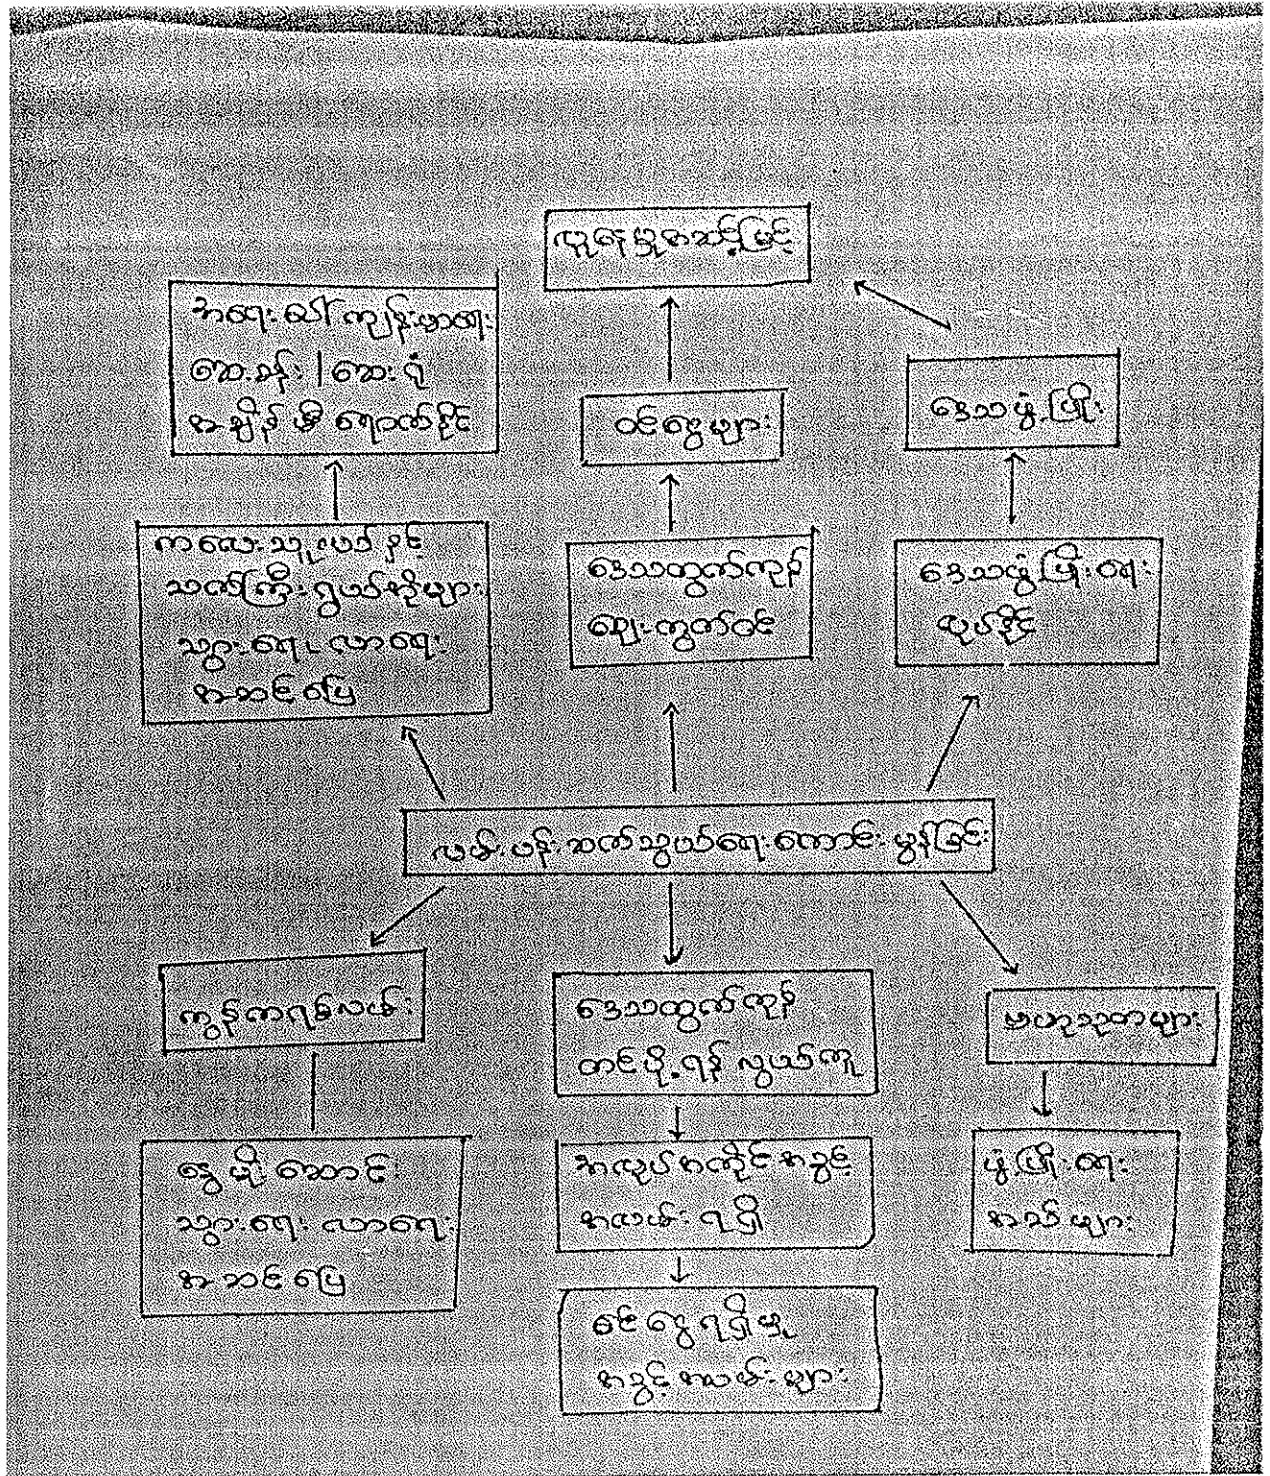 လူနေမှုအဆင့်မြင့်
အရေးပေါ်ကျန်းမာရေး
ဆေးခန်း/ဆေးရုံ
အချိန်မီရောက်နိုင်
ဝင်ငွေများ
ဒေသဖွံ့ဖြိုး
ကလေးသူငယ်နှင့်
သက်ကြီးရွယ်အိုများ
သွားရေးလာရေး
အဆင်ပြေ
ဒေသထွက်ကုန်
ဈေးကွက်ဝင်
ဒေသဖွံ့ဖြိုးရေး
လုပ်နိုင်
လမ်းပန်းဆက်သွယ်ရေးကောင်းမွန်ခြင်း
ကွန်ကရစ်လမ်း
ဒေသထွက်ကုန်
တင်ပို့ရန်လွယ်ကူ
ဗဟုသုတများ
နွေမိုးဆောင်း
သွားရေးလာရေး
အဆင်ပြေ
အလုပ်အကိုင်အခွင့်
အလမ်းရရှိ
ဖွံ့ဖြိုးရေး
အသိများ
ဝင်ငွေရရှိမှု
အခွင့်အလမ်းများ